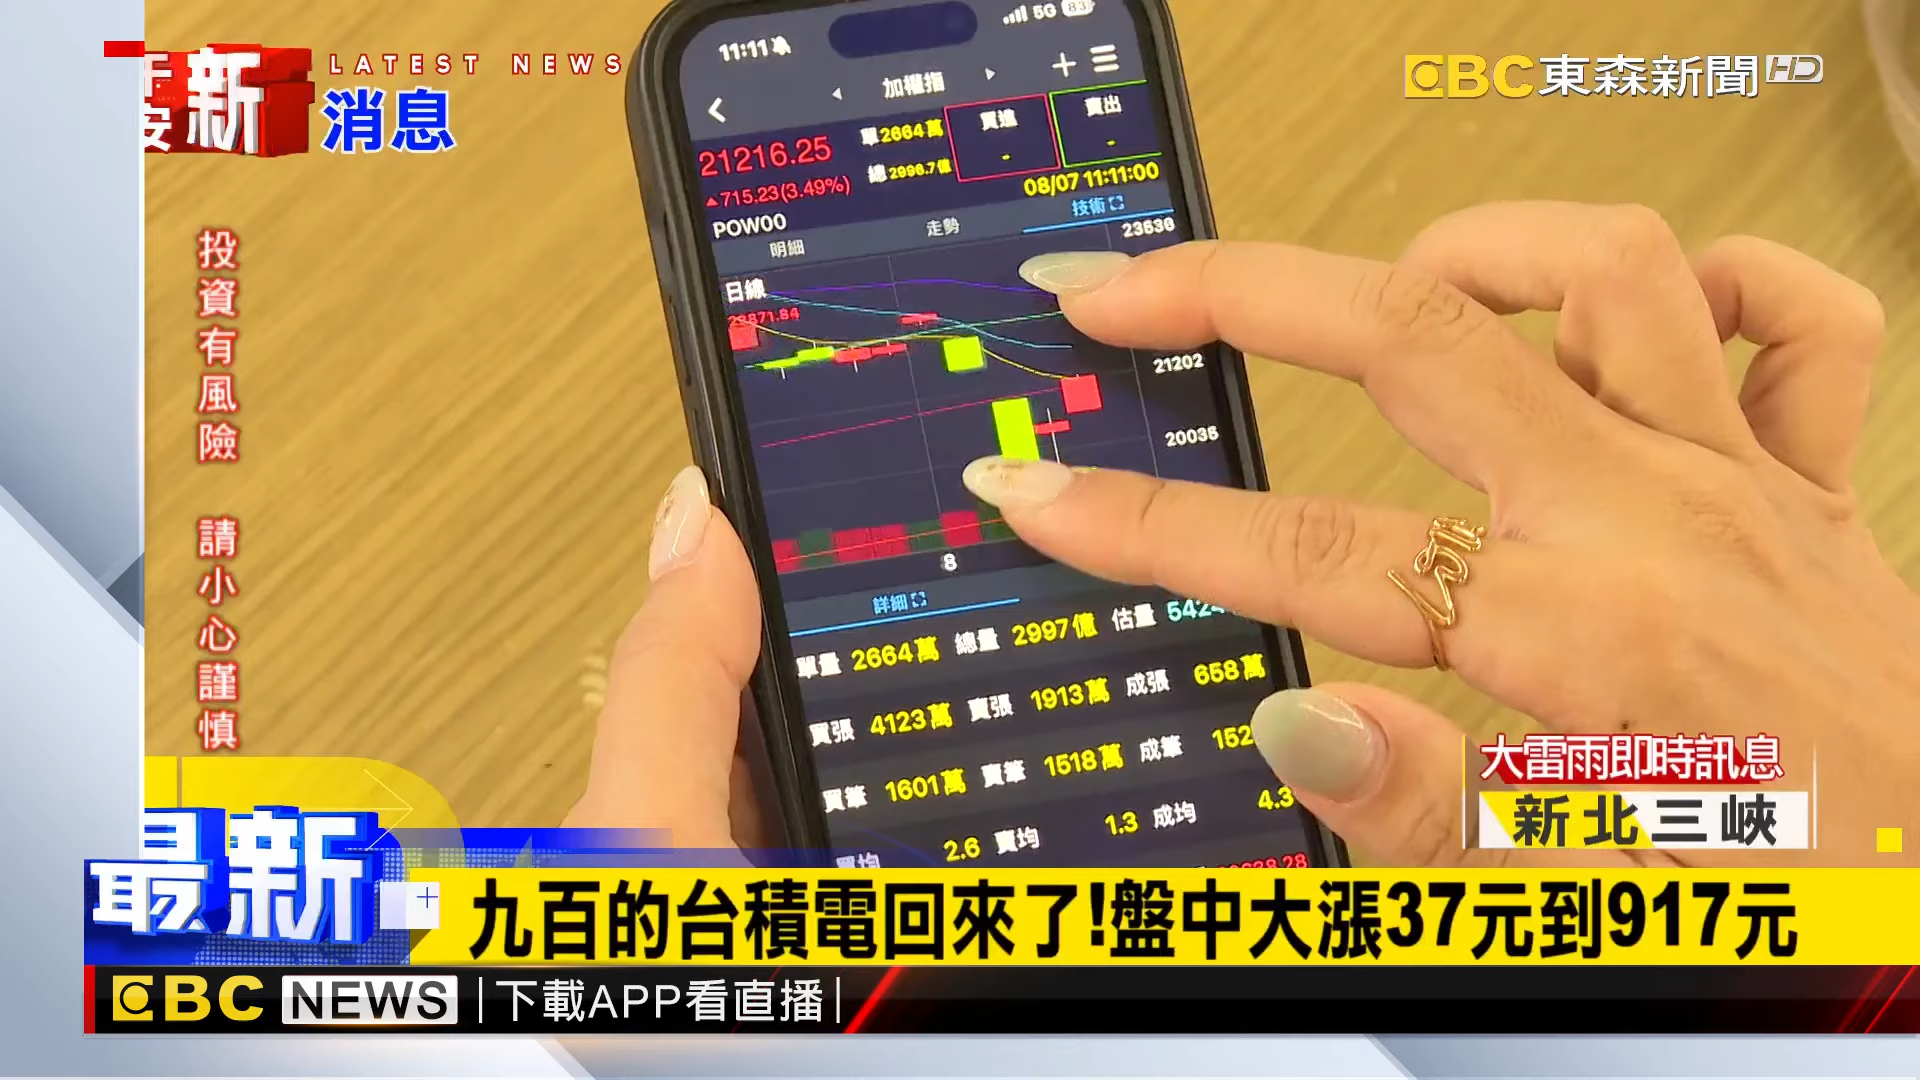 LATEST NEWS
午安
新
消息
EBC東森新聞HD
投資有風險 請小心謹慎
11:11
5G 83
加權指
21216.25
單2664萬
買進
賣出
▲715.23(3.49%)
總2996.7億
-
-
POW00
08/07 11:11:00
明細
走勢
技術
23636
日線
21202
20035
8
詳細
單量 2664萬 總量 2997億 估量
買張 4123萬 賣張 1913萬 成張 658萬
買筆 1601萬 賣筆 1518萬 成筆 152
買均 2.6 賣均 1.3 成均 4.3
大雷雨即時訊息
新北三峽
最新
九百的台積電回來了!盤中大漲37元到917元
EBC NEWS |下載APP看直播|